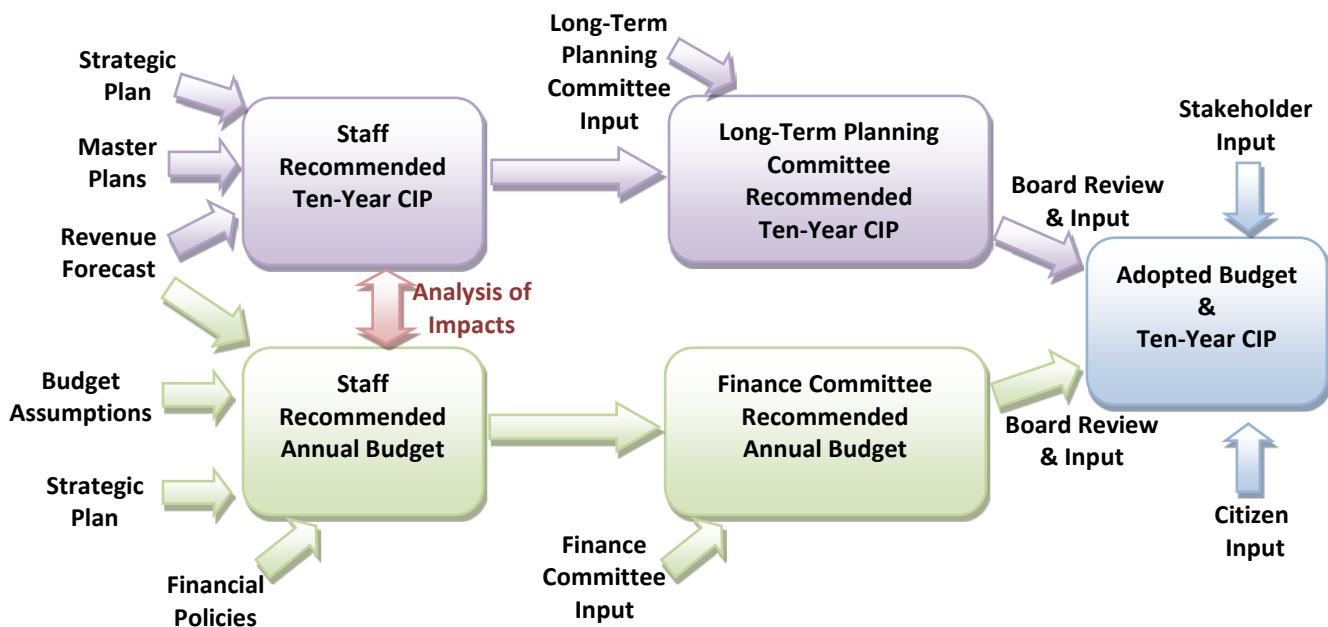 Strategic
Plan
Master
Plans
Revenue
Forecast
Staff
Recommended
Ten-Year CIP
Long-Term
Planning
Committee
Input
Long-Term Planning
Committee
Recommended
Ten-Year CIP
Board Review
& Input
Stakeholder
Input
Adopted Budget
&
Ten-Year CIP
Analysis of
Impacts
Budget
Assumptions
Strategic
Plan
Financial
Policies
Staff
Recommended
Annual Budget
Finance
Committee
Input
Finance Committee
Recommended
Annual Budget
Board Review
& Input
Citizen
Input